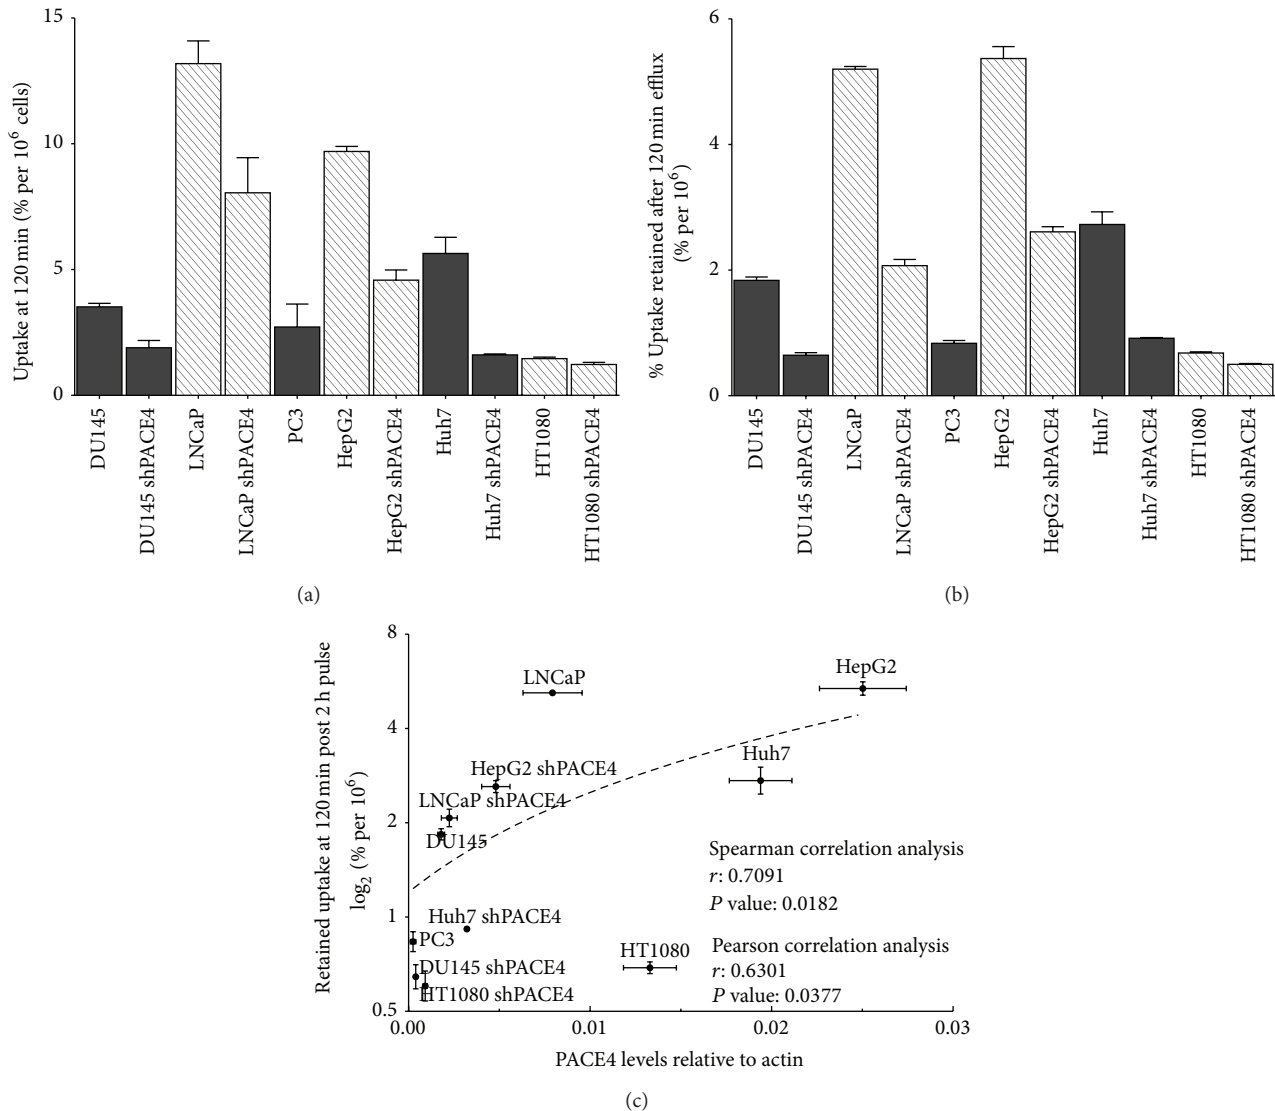 15
10
5
0
Uptake at 120 min (% per 10⁶ cells)
DU145
DU145 shPACE4
LNCaP
LNCaP shPACE4
PC3
HepG2
HepG2 shPACE4
Huh7
Huh7 shPACE4
HT1080
HT1080 shPACE4
(a)
6
4
2
0
% Uptake retained after 120 min efflux
(% per 10⁶)
DU145
DU145 shPACE4
LNCaP
LNCaP shPACE4
PC3
HepG2
HepG2 shPACE4
Huh7
Huh7 shPACE4
HT1080
HT1080 shPACE4
(b)
Retained uptake at 120 min post 2 h pulse
log₂ (% per 10⁶)
8
4
2
1
0.5
LNCaP
HepG2
Huh7
HepG2 shPACE4
LNCaP shPACE4
DU145
Spearman correlation analysis
r: 0.7091
P value: 0.0182
Huh7 shPACE4
PC3
HT1080
DU145 shPACE4
HT1080 shPACE4
Pearson correlation analysis
r: 0.6301
P value: 0.0377
0.00
0.01
0.02
0.03
PACE4 levels relative to actin
(c)